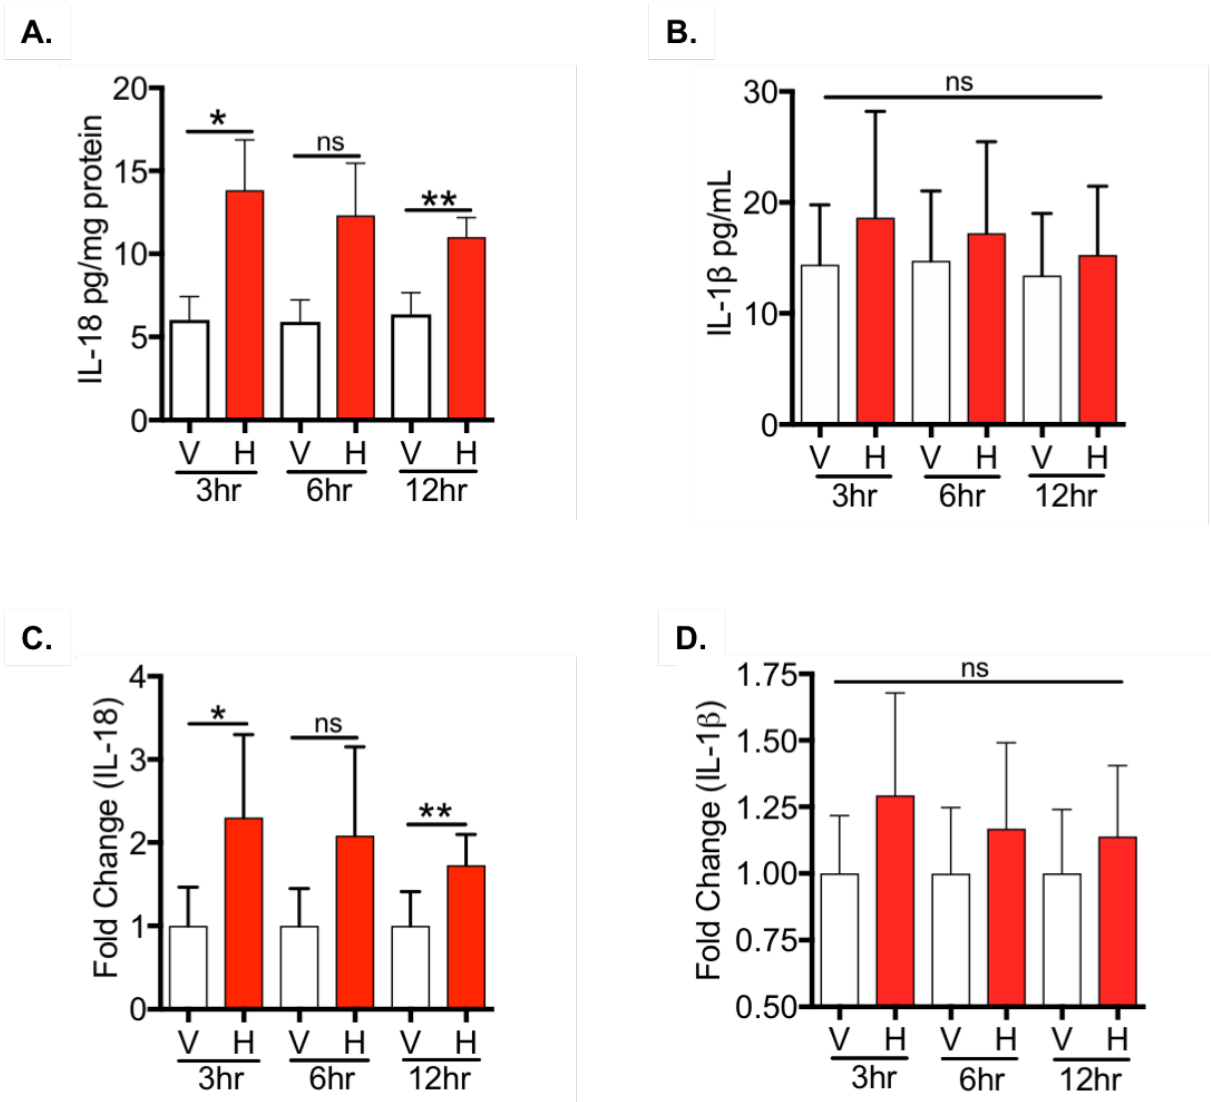 A.
IL-18 pg/mg protein
20
15
10
5
0
*
ns
**
V H V H V H
3hr 6hr 12hr
B.
IL-1β pg/mL
30
20
10
0
ns
V H V H V H
3hr 6hr 12hr
C.
Fold Change (IL-18)
4
3
2
1
0
*
ns
**
V H V H V H
3hr 6hr 12hr
D.
Fold Change (IL-1β)
1.75
1.50
1.25
1.00
0.75
0.50
ns
V H V H V H
3hr 6hr 12hr